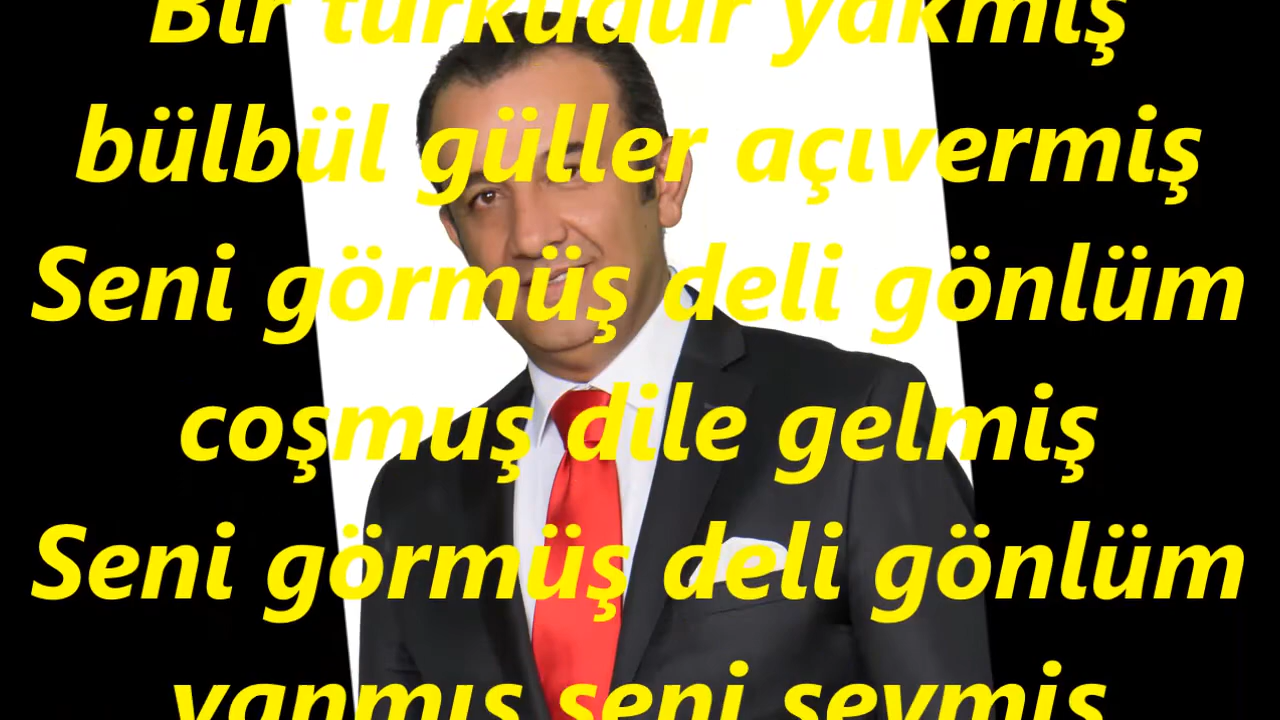 Bir türküdür yakmış
bülbül güller açıvermiş
Seni görmüş deli gönlüm
coşmuş dile gelmiş
Seni görmüş deli gönlüm
yanmış seni sevmiş